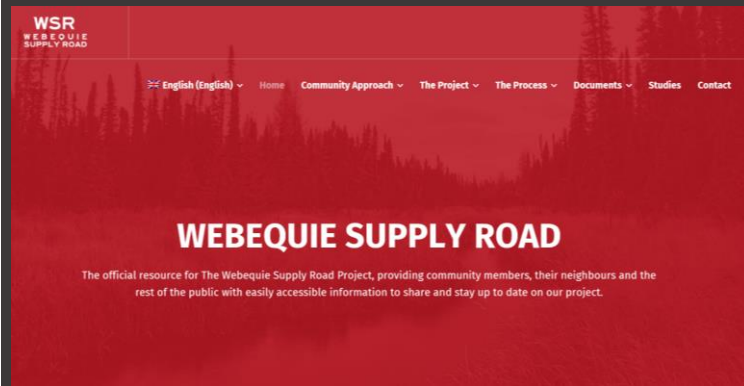 WSR
WEBEQUIE
SUPPLY ROAD
English (English) Home Community Approach The Project The Process Documents Studies Contact
WEBEQUIE SUPPLY ROAD
The official resource for The Webequie Supply Road Project, providing community members, their neighbours and the
rest of the public with easily accessible information to share and stay up to date on our project.